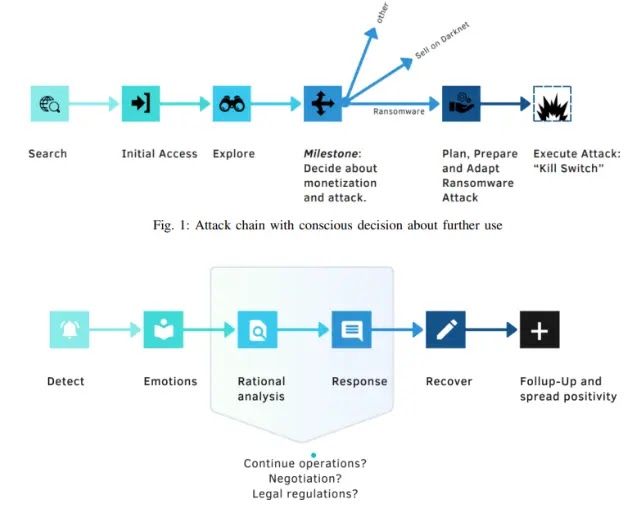 other
Sell on Darknet
Ransomware
Search
Initial Access
Explore
Milestone:
Decide about
monetization
and attack.
Plan, Prepare
and Adapt
Ransomware
Attack
Execute Attack:
“Kill Switch”
Fig. 1: Attack chain with conscious decision about further use
Detect
Emotions
Rational
analysis
Response
Recover
Follup-Up and
spread positivity
Continue operations?
Negotiation?
Legal regulations?